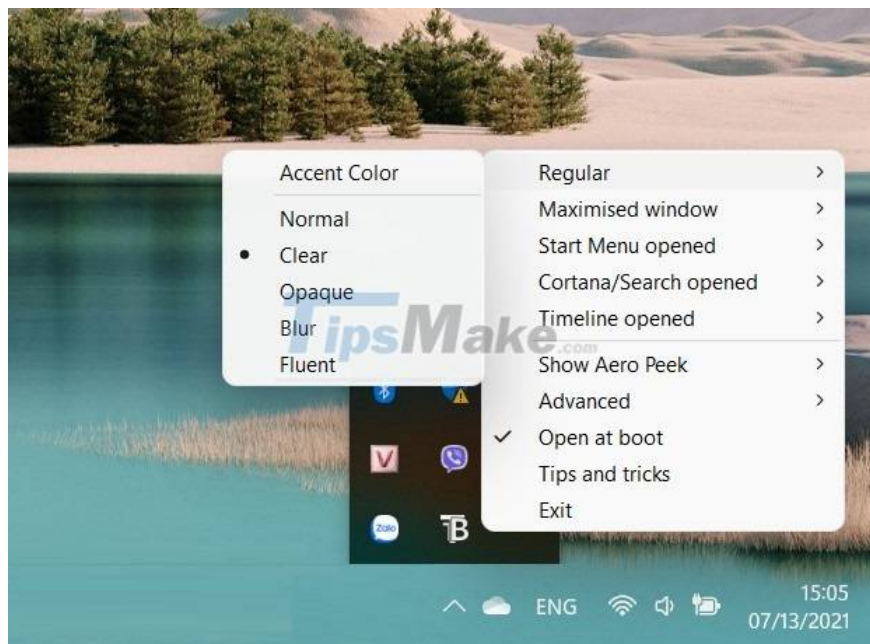 Accent Color
Normal
Clear
Opaque
Blur
Fluent
Regular
Maximised window
Start Menu opened
Cortana/Search opened
Timeline opened
Show Aero Peek
Advanced
Open at boot
Tips and tricks
Exit
TipsMake.com
V
Zalo
TB
ENG
15:05
07/13/2021